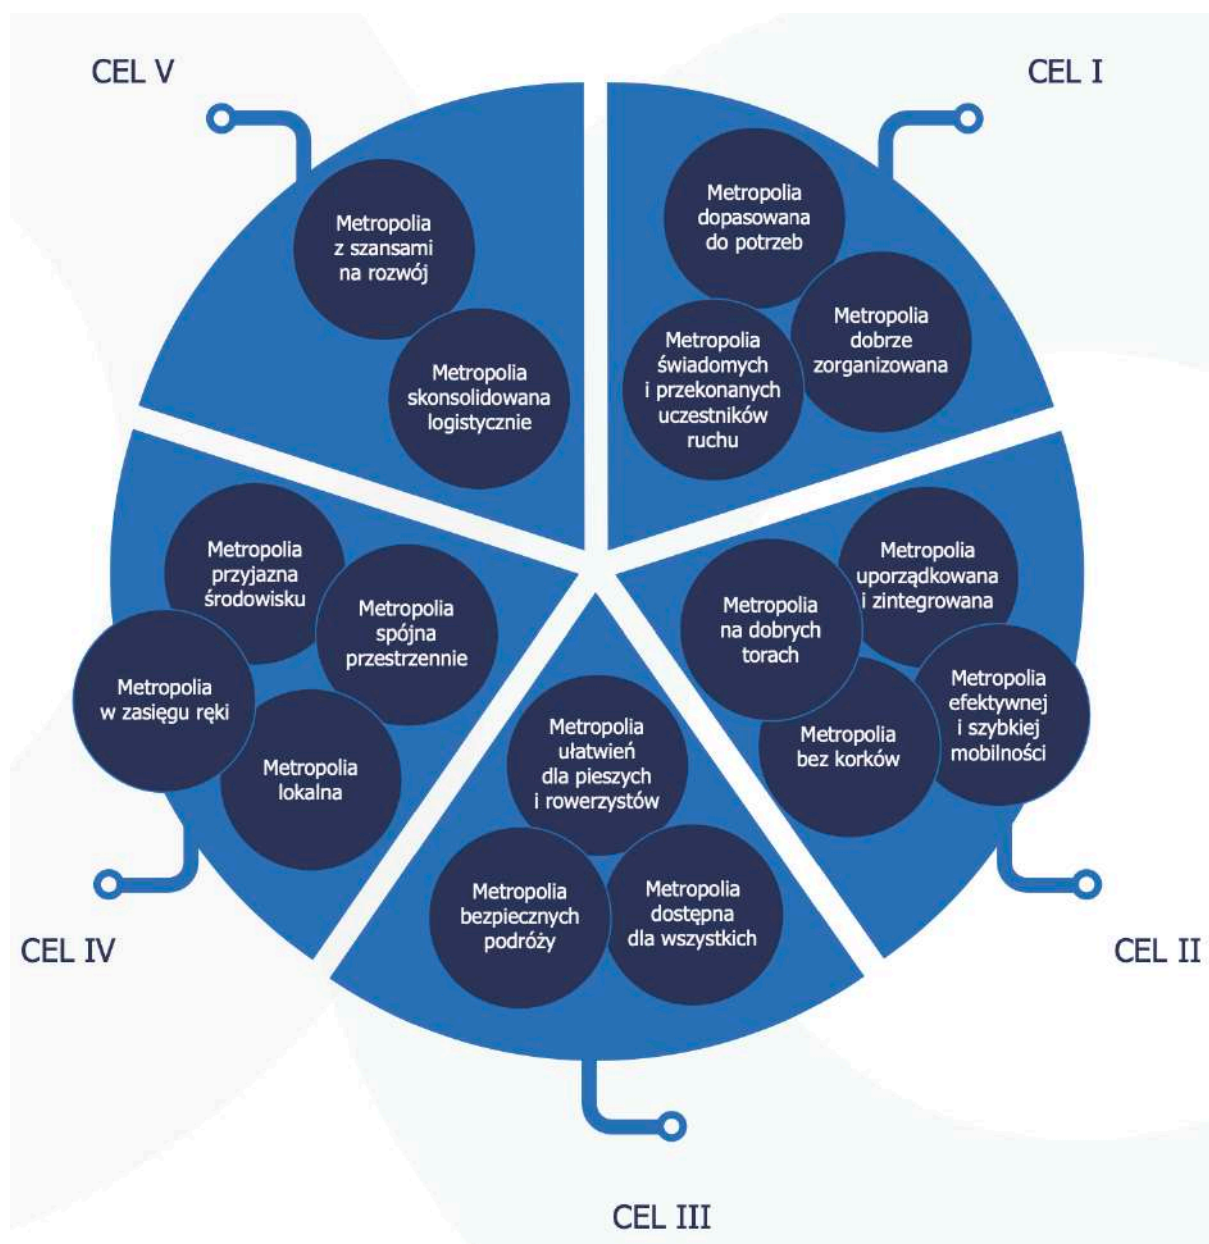 CEL V
CEL I
Metropolia
dopasowana
do potrzeb
Metropolia
dobrze
zorganizowana
Metropolia
świadomych
i przekonanych
uczestników
ruchu
Metropolia
z szansami
na rozwój
Metropolia
skonsolidowana
logistycznie
Metropolia
przyjazna
środowisku
Metropolia
spójna
przestrzennie
Metropolia
w zasięgu ręki
Metropolia
lokalna
Metropolia
uporządkowana
i zintegrowana
Metropolia
na dobrych
torach
Metropolia
efektywnej
i szybkiej
mobilności
Metropolia
bez korków
Metropolia
ułatwień
dla pieszych
i rowerzystów
Metropolia
bezpiecznych
podróży
Metropolia
dostępna
dla wszystkich
CEL IV
CEL II
CEL III